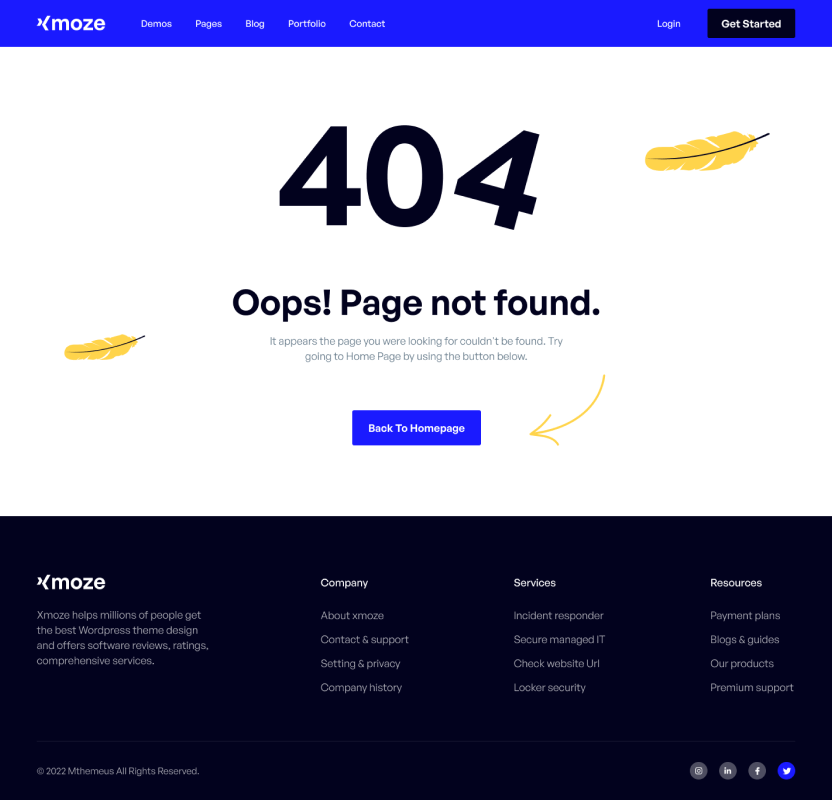 Xmoze
Demos Pages Blog Portfolio Contact Login Get Started
404
Oops! Page not found.
It appears the page you were looking for couldn't be found. Try
going to Home Page by using the button below.
Back To Homepage
Xmoze
Xmoze helps millions of people get
the best Wordpress theme design
and offers software reviews, ratings,
comprehensive services.
Company
About xmoze
Contact & support
Setting & privacy
Company history
Services
Incident responder
Secure managed IT
Check website Url
Locker security
Resources
Payment plans
Blogs & guides
Our products
Premium support
© 2022 Mthemeus All Rights Reserved.